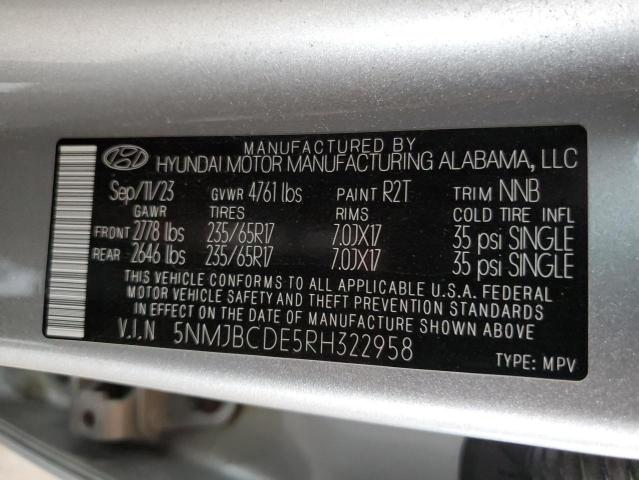 MANUFACTURED BY
HYUNDAI MOTOR MANUFACTURING ALABAMA, LLC
Sep/11/23 GVWR 4761 lbs PAINT R2T TRIM NNB
GAWR TIRES RIMS COLD TIRE INFL
FRONT 2778 lbs 235/65R17 7.0JX17 35 psi SINGLE
REAR 2646 lbs 235/65R17 7.0JX17 35 psi SINGLE
THIS VEHICLE CONFORMS TO ALL APPLICABLE U.S.A. FEDERAL
MOTOR VEHICLE SAFETY AND THEFT PREVENTION STANDARDS
IN EFFECT ON THE DATE OF MANUFACTURE SHOWN ABOVE
V.I.N 5NMJBCDE5RH322958
TYPE: MPV